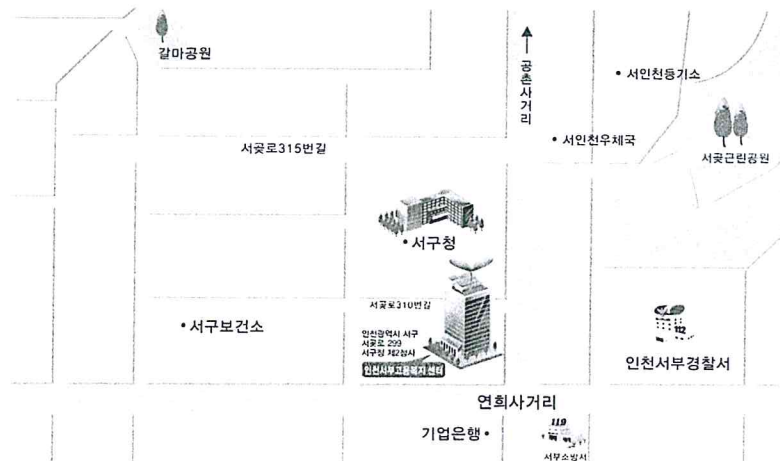 갈마공원
공촌사거리
서인천등기소
서인천우체국
서곶근린공원
서곶로315번길
서구청
서곶로310번길
인천광역시 서구
서곶로 299
서구청 제2청사
인천서부고용복지센터
서구보건소
112
인천서부경찰서
연희사거리
기업은행
119
서부소방서